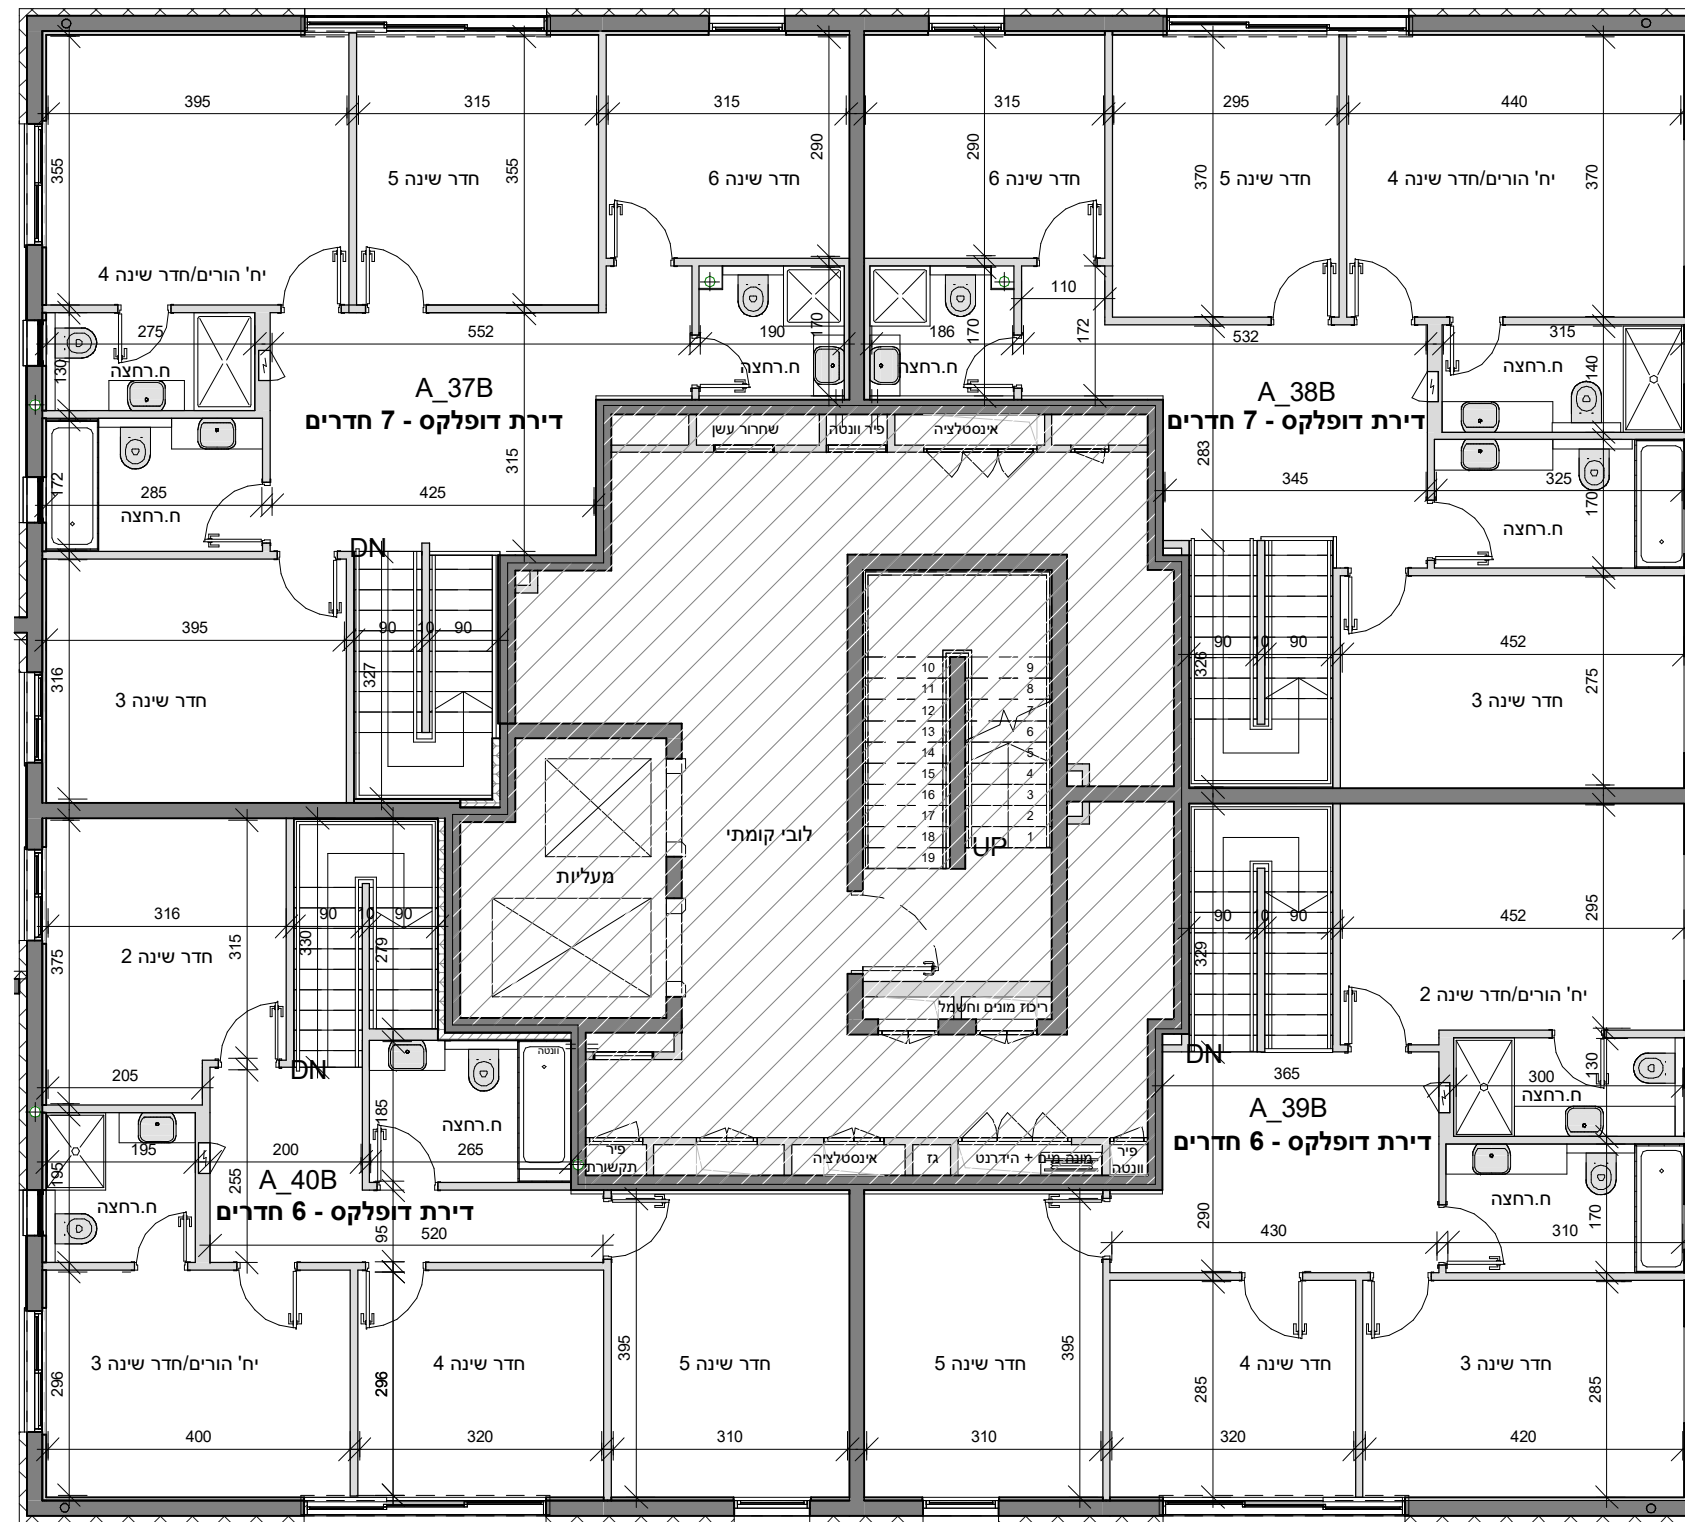 395
315
315
315
295
440
355
חדר שינה 5
355
290
חדר שינה 6
290
חדר שינה 6
370
חדר שינה 5
יח' הורים/חדר שינה 4
370
יח' הורים/חדר שינה 4
110
275
130
ח.רחצה
552
190
170
ח.רחצה
186
170
ח.רחצה
172
532
315
ח.רחצה
140
A_37B
דירת דופלקס - 7 חדרים
A_38B
דירת דופלקס - 7 חדרים
שחרור עשן
פיר וונטה
אינסטלציה
172
285
ח.רחצה
425
315
283
345
325
ח.רחצה
170
DN
395
90
10
90
327
316
חדר שינה 3
90
10
90
326
452
275
חדר שינה 3
10
11
12
13
14
15
16
17
18
19
9
8
7
6
5
4
3
2
1
UP
לובי קומתי
מעליות
316
90
10
90
375
חדר שינה 2
315
330
279
90
10
90
329
452
295
יח' הורים/חדר שינה 2
ריכוז מונים וחשמל
DN
DN
וונטה
205
365
300
130
ח.רחצה
185
ח.רחצה
265
195
195
200
255
ח.רחצה
A_39B
דירת דופלקס - 6 חדרים
פיר
תקשורת
אינסטלציה
גז
מונה מים + הידרנט
פיר
וונטה
A_40B
דירת דופלקס - 6 חדרים
95
520
290
430
ח.רחצה
310
170
יח' הורים/חדר שינה 3
296
חדר שינה 4
296
395
חדר שינה 5
חדר שינה 5
395
חדר שינה 4
285
חדר שינה 3
285
400
320
310
310
320
420